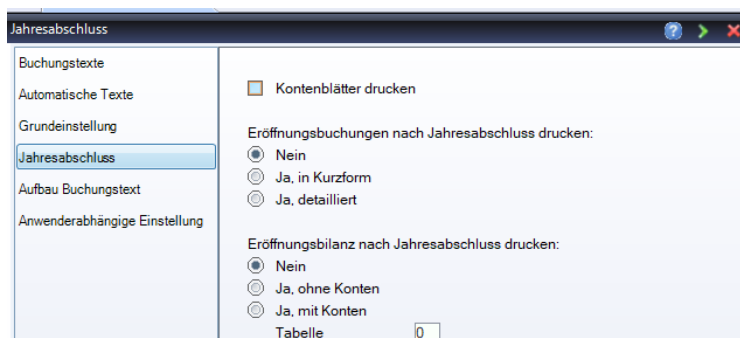 Jahresabschluss
Buchungstexte
Automatische Texte
Grundeinstellung
Jahresabschluss
Aufbau Buchungstext
Anwenderabhängige Einstellung
Kontenblätter drucken
Eröffnungsbuchungen nach Jahresabschluss drucken:
Nein
Ja, in Kurzform
Ja, detailliert
Eröffnungsbilanz nach Jahresabschluss drucken:
Nein
Ja, ohne Konten
Ja, mit Konten
Tabelle 0